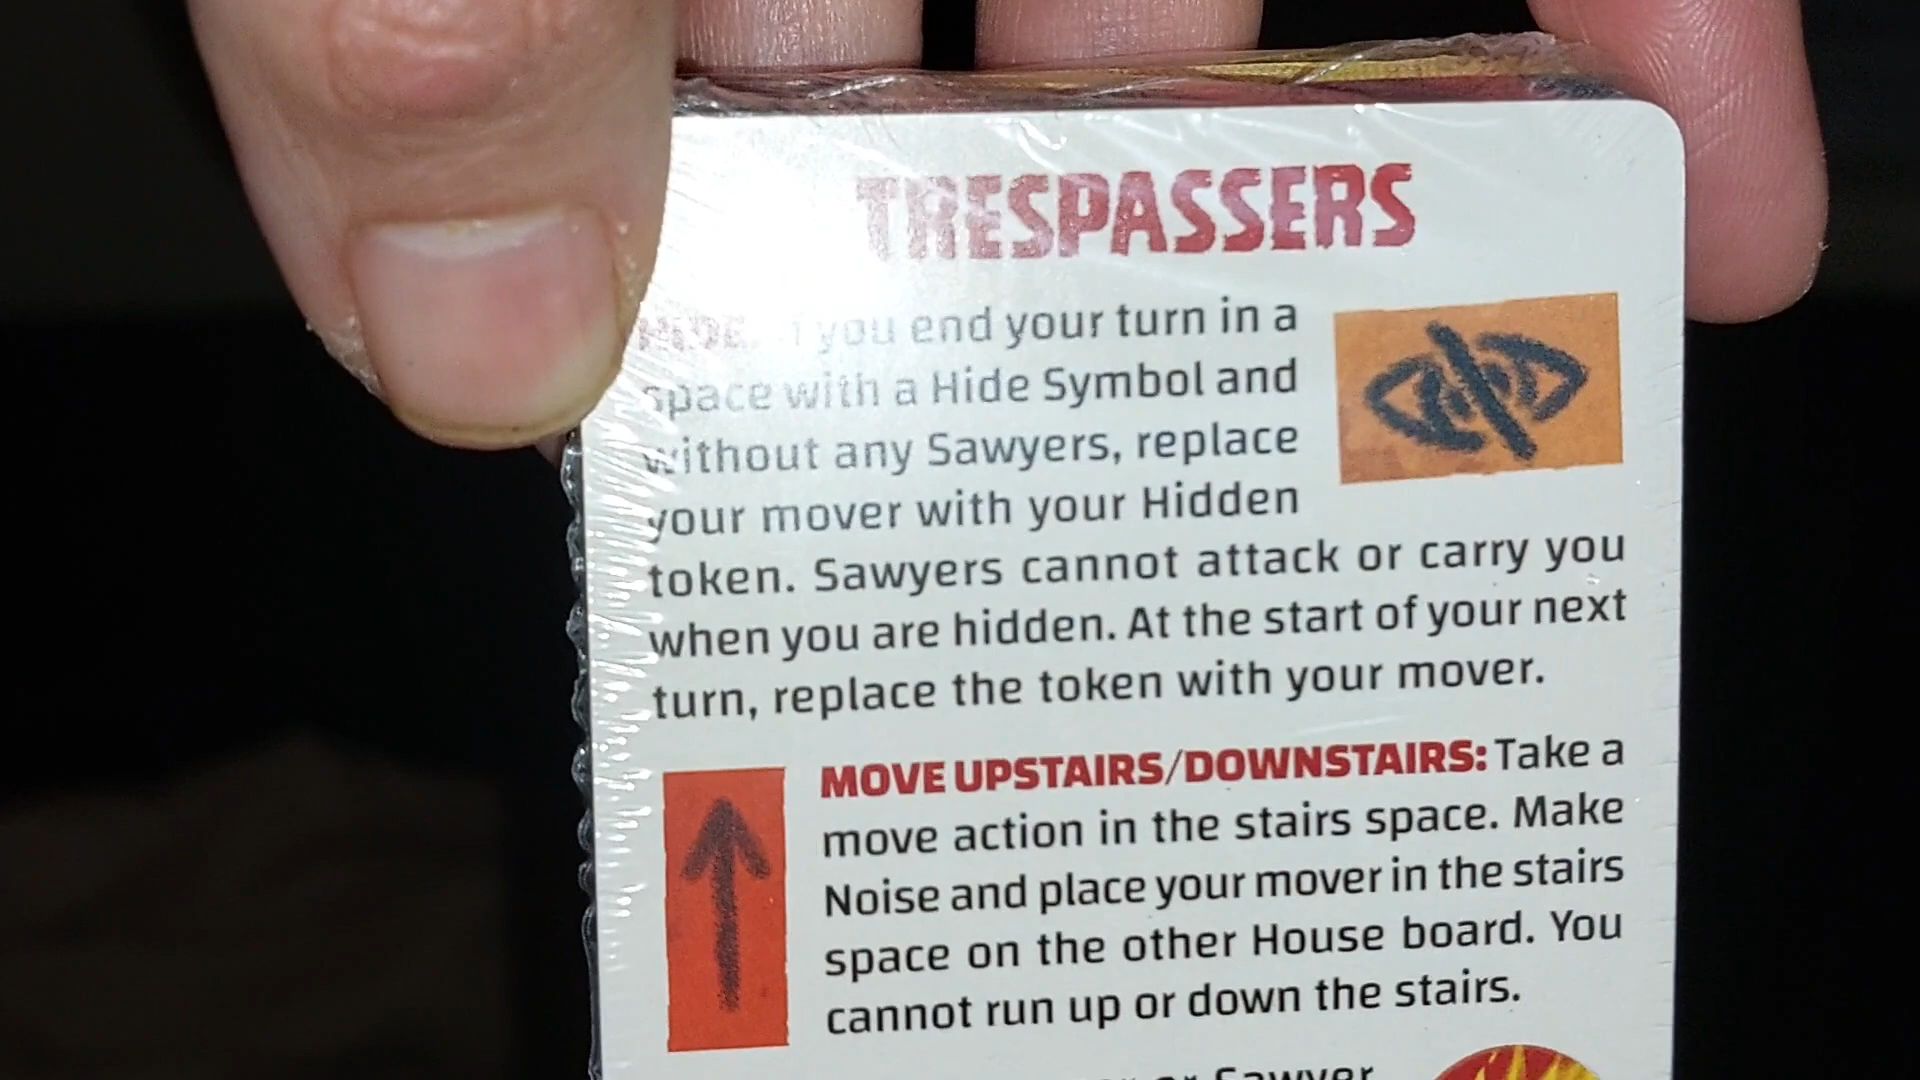 TRESPASSERS
HIDE. If you end your turn in a
space with a Hide Symbol and
without any Sawyers, replace
your mover with your Hidden
token. Sawyers cannot attack or carry you
when you are hidden. At the start of your next
turn, replace the token with your mover.
MOVE UPSTAIRS/DOWNSTAIRS: Take a
move action in the stairs space. Make
Noise and place your mover in the stairs
space on the other House board. You
cannot run up or down the stairs.
or Sawyer